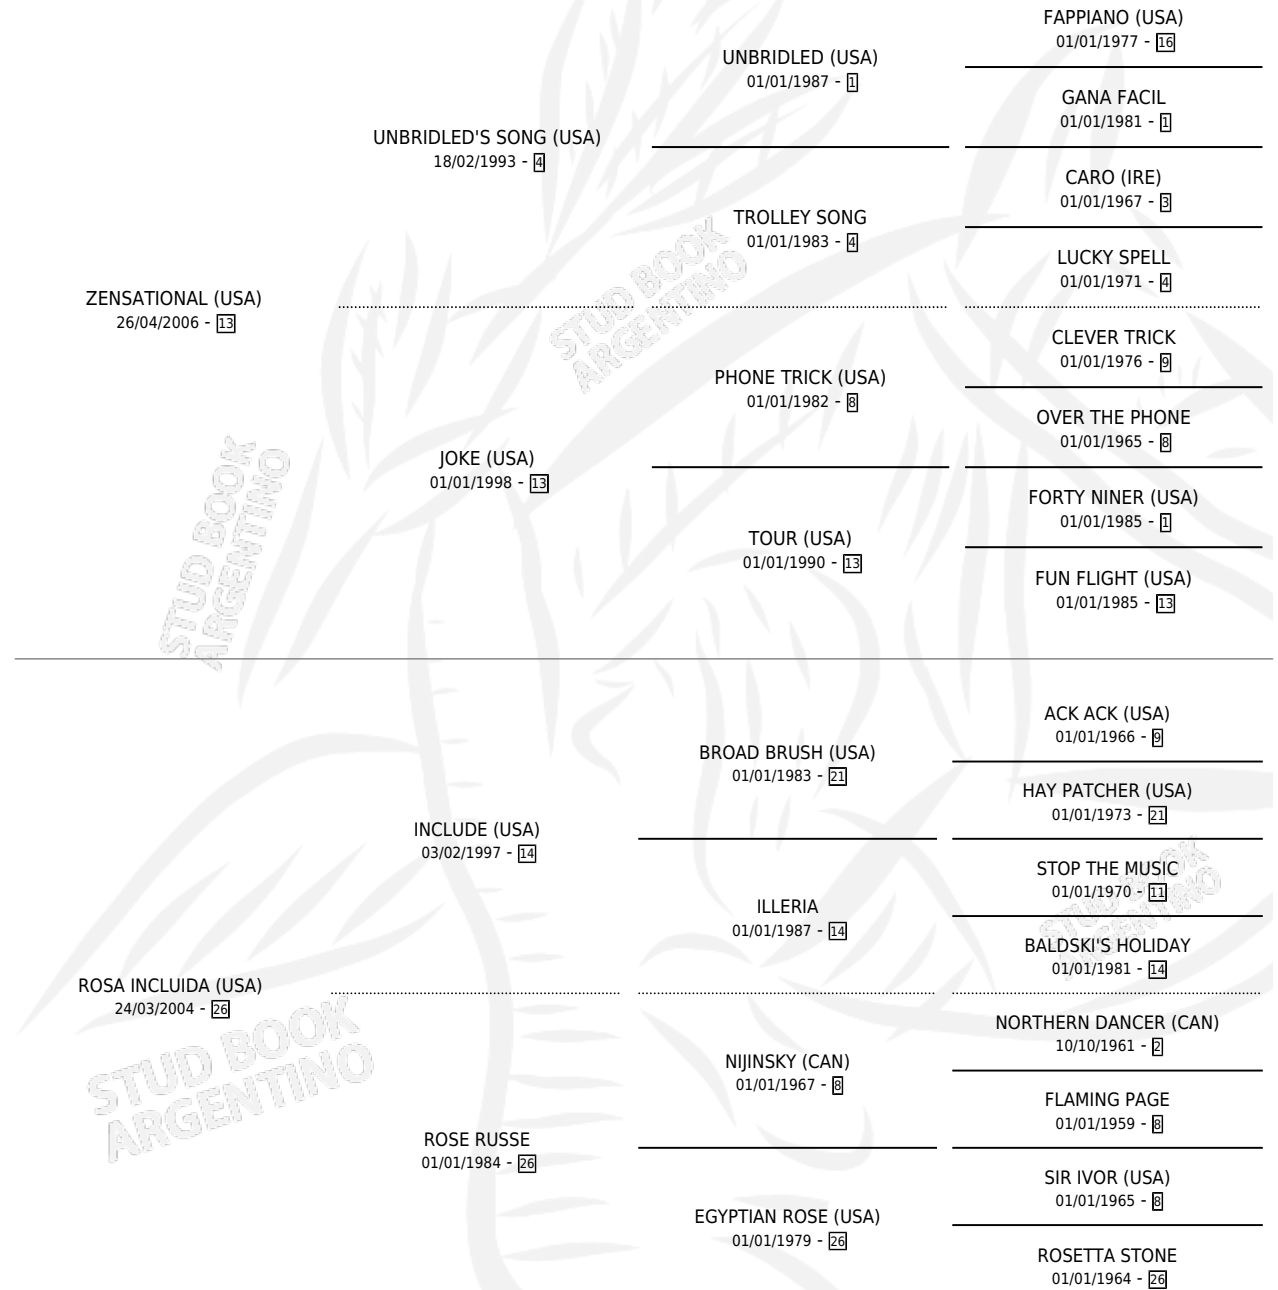 FAPPIANO (USA)
01/01/1977 - 16
UNBRIDLED (USA)
01/01/1987 - 1
GANA FACIL
01/01/1981 - 1
UNBRIDLED'S SONG (USA)
18/02/1993 - 4
CARO (IRE)
01/01/1967 - 3
TROLLEY SONG
01/01/1983 - 4
LUCKY SPELL
01/01/1971 - 4
ZENSATIONAL (USA)
26/04/2006 - 13
STUD BOOK
ARGENTINO
CLEVER TRICK
01/01/1976 - 9
PHONE TRICK (USA)
01/01/1982 - 8
OVER THE PHONE
01/01/1965 - 8
JOKE (USA)
01/01/1998 - 13
FORTY NINER (USA)
01/01/1985 - 1
TOUR (USA)
01/01/1990 - 13
FUN FLIGHT (USA)
01/01/1985 - 13
STUD BOOK
ARGENTINO
ACK ACK (USA)
01/01/1966 - 9
BROAD BRUSH (USA)
01/01/1983 - 21
HAY PATCHER (USA)
01/01/1973 - 21
INCLUDE (USA)
03/02/1997 - 14
STOP THE MUSIC
01/01/1970 - 11
ILLERIA
01/01/1987 - 14
STUD BOOK
ARGENTINO
BALDSKI'S HOLIDAY
01/01/1981 - 14
ROSA INCLUIDA (USA)
24/03/2004 - 26
STUD BOOK
ARGENTINO
NORTHERN DANCER (CAN)
10/10/1961 - 2
NIJINSKY (CAN)
01/01/1967 - 8
FLAMING PAGE
01/01/1959 - 8
ROSE RUSSE
01/01/1984 - 26
SIR IVOR (USA)
01/01/1965 - 8
EGYPTIAN ROSE (USA)
01/01/1979 - 26
ROSETTA STONE
01/01/1964 - 26